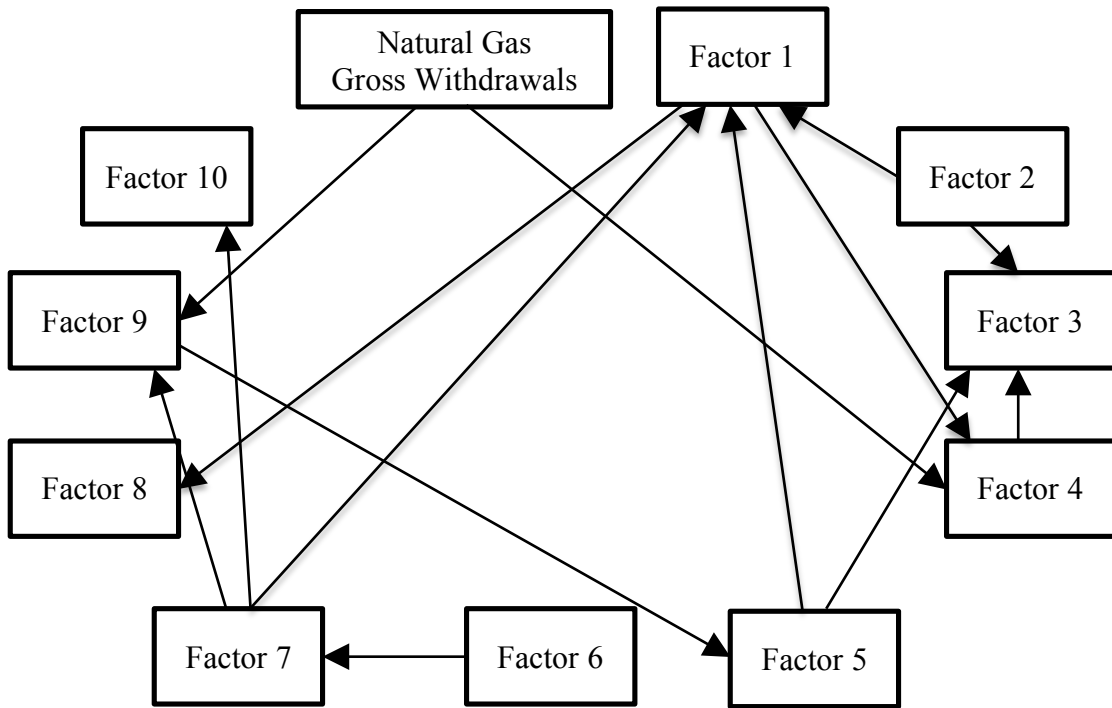 Natural Gas
Gross Withdrawals
Factor 1
Factor 10
Factor 2
Factor 9
Factor 3
Factor 8
Factor 4
Factor 7
Factor 6
Factor 5